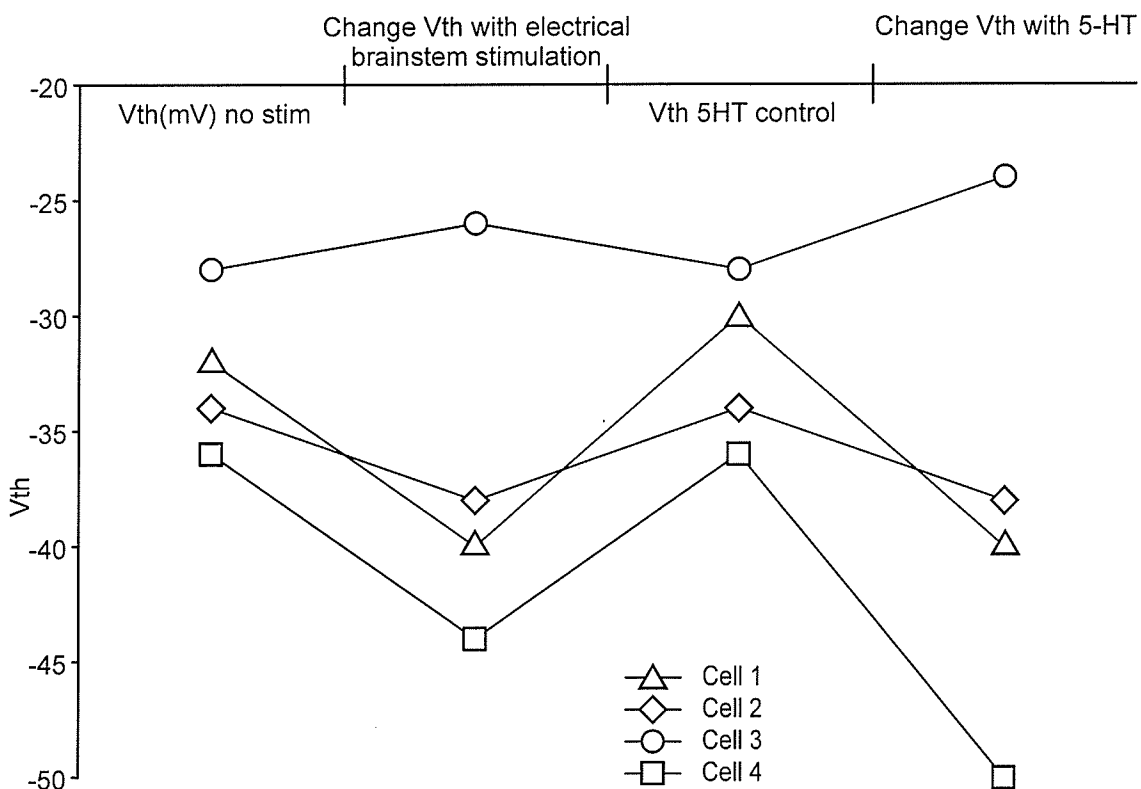 Change Vth with electrical
brainstem stimulation
Change Vth with 5-HT
-20
Vth(mV) no stim
Vth 5HT control
-25
-30
-35
Vth
-40
-45
-50
Cell 1
Cell 2
Cell 3
Cell 4